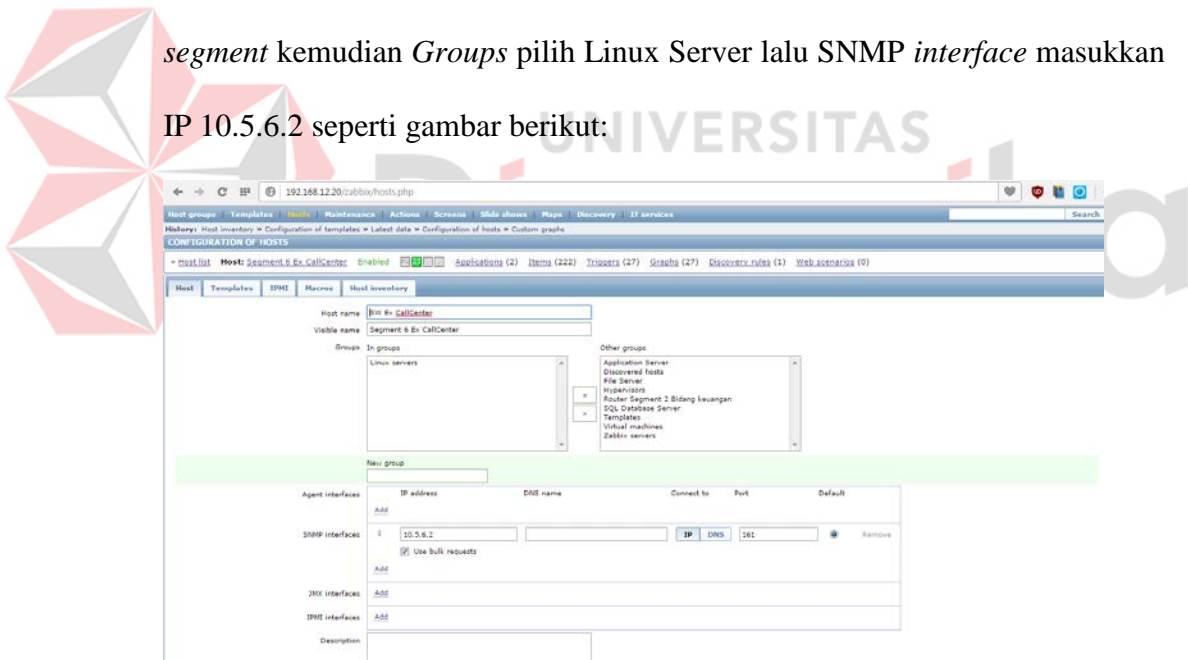 segment kemudian Groups pilih Linux Server lalu SNMP interface masukkan
IP 10.5.6.2 seperti gambar berikut:
UNIVERSITAS
192.168.12.20/zabbix/hosts.php
Host groups Templates Hosts Maintenance Actions Screens Slide shows Maps Discovery IT services
Search
History: Host inventory » Configuration of templates » Latest data » Configuration of hosts » Custom graphs
CONFIGURATION OF HOSTS
« Host list Host: Segment 6 Ex CallCenter Enabled Applications (2) Items (222) Triggers (27) Graphs (27) Discovery rules (1) Web scenarios (0)
Host Templates IPMI Macros Host inventory
Host name Ex CallCenter
Visible name Segment 6 Ex CallCenter
Groups In groups Other groups
Linux servers
Application Server
Discovered hosts
File Server
Hypervisors
Router Segment 2 Bidang keuangan
SQL Database Server
Templates
Virtual machines
Zabbix servers
New group
Agent interfaces IP address DNS name Connect to Port Default
Add
SNMP interfaces 10.5.6.2 IP DNS 161 Remove
Use bulk requests
Add
JMX interfaces Add
IPMI interfaces Add
Description